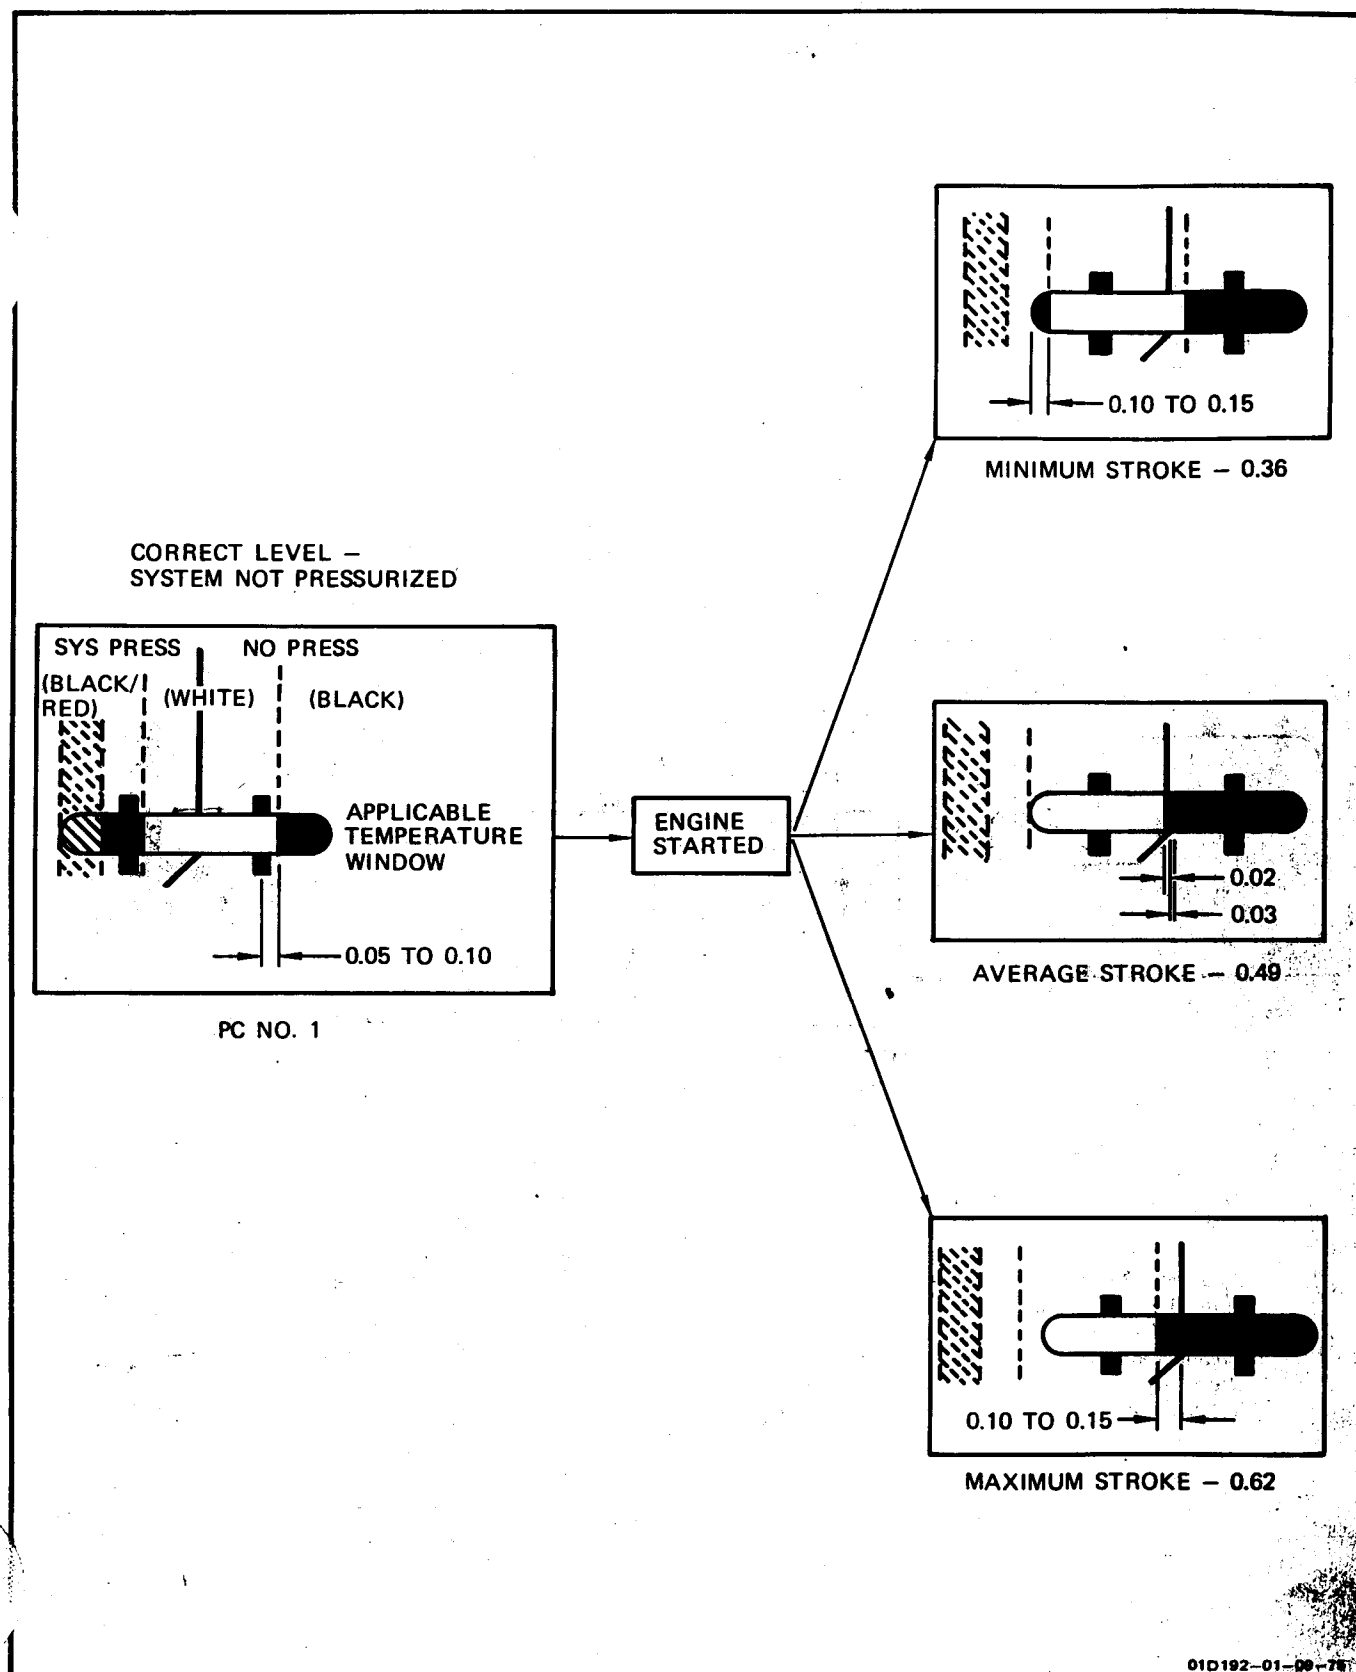 0.10 TO 0.15
MINIMUM STROKE – 0.36
CORRECT LEVEL –
SYSTEM NOT PRESSURIZED
SYS PRESS
NO PRESS
(BLACK/
RED)
(WHITE)
(BLACK)
APPLICABLE
TEMPERATURE
WINDOW
0.05 TO 0.10
PC NO. 1
ENGINE
STARTED
0.02
0.03
AVERAGE STROKE – 0.49
0.10 TO 0.15
MAXIMUM STROKE – 0.62